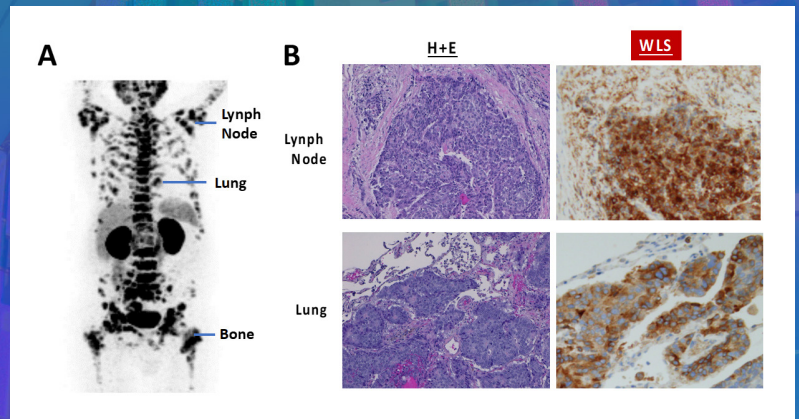 A
B
H+E
WLS
Lynph
Node
Lung
Bone
Lynph
Node
Lung